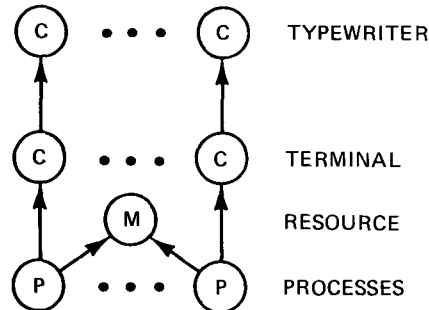 C • • • C TYPEWRITER
C • • • C TERMINAL
M RESOURCE
P • • • P PROCESSES